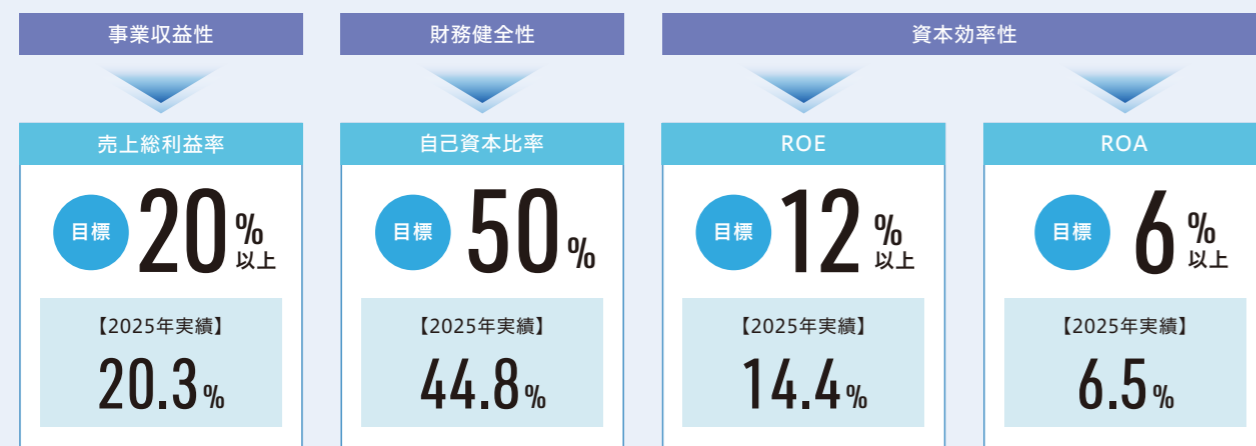 事業収益性
財務健全性
資本効率性
売上総利益率
目標 20%以上
【2025年実績】
20.3%
自己資本比率
目標 50%
【2025年実績】
44.8%
ROE
目標 12%以上
【2025年実績】
14.4%
ROA
目標 6%以上
【2025年実績】
6.5%